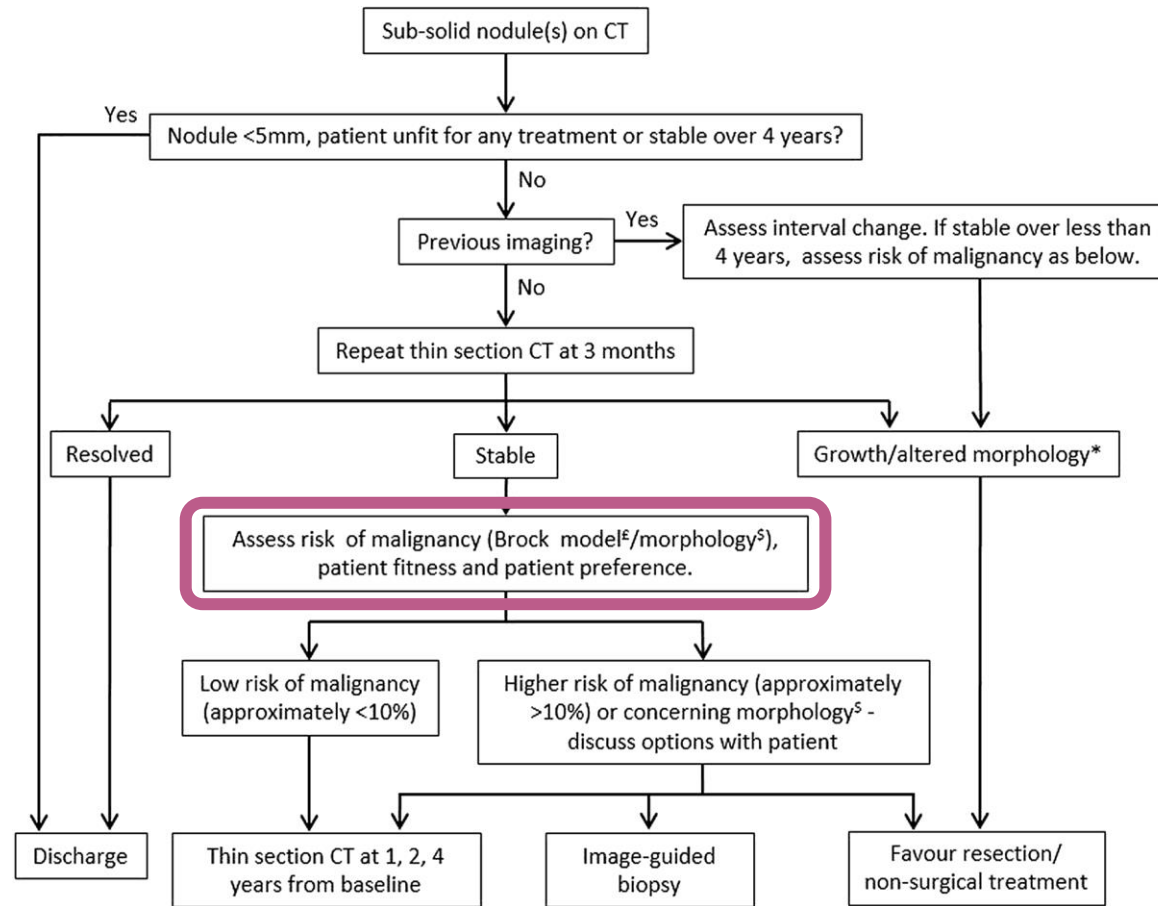 Sub-solid nodule(s) on CT
Yes
Nodule <5mm, patient unfit for any treatment or stable over 4 years?
No
Yes
Previous imaging?
Assess interval change. If stable over less than
4 years, assess risk of malignancy as below.
No
Repeat thin section CT at 3 months
Resolved
Stable
Growth/altered morphology*
Assess risk of malignancy (Brock model£/morphology$),
patient fitness and patient preference.
Low risk of malignancy
(approximately <10%)
Higher risk of malignancy (approximately
>10%) or concerning morphology$ -
discuss options with patient
Discharge
Thin section CT at 1, 2, 4
years from baseline
Image-guided
biopsy
Favour resection/
non-surgical treatment